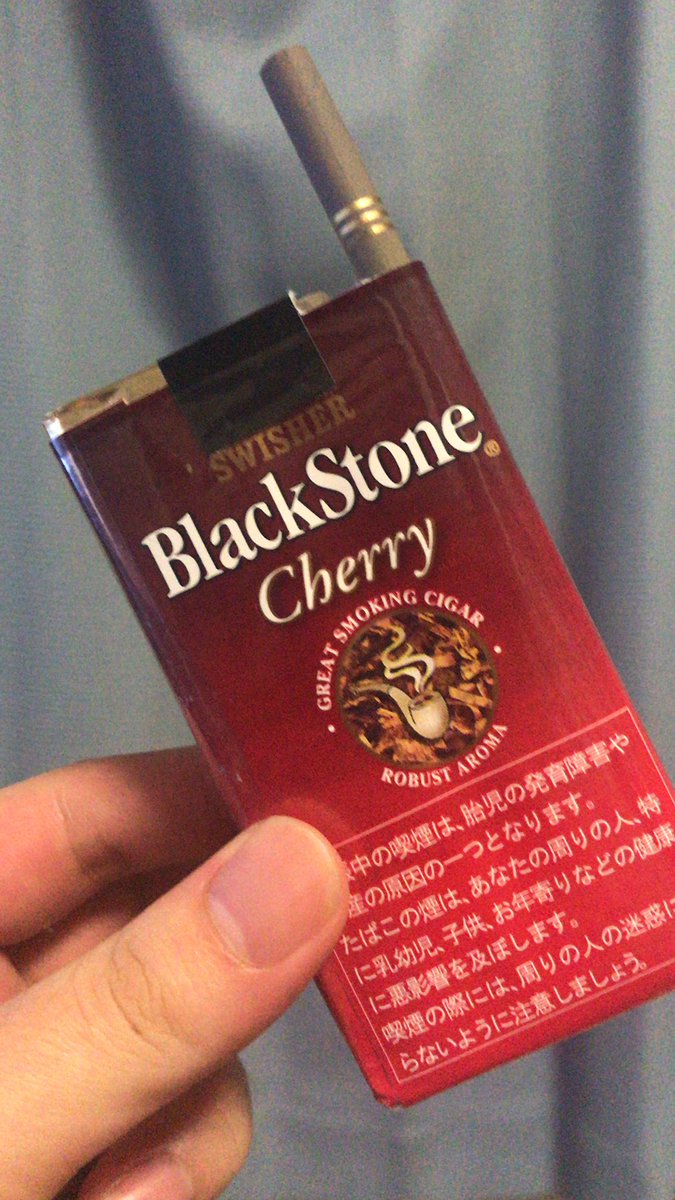 SWISHER
BlackStone®
Cherry
GREAT SMOKING CIGAR
ROBUST AROMA
中の喫煙は、胎児の発育障害や
産の原因の一つとなります。
たばこの煙は、あなたの周りの人、特
に乳幼児、子供、お年寄りなどの健康
に悪影響を及ぼします。
喫煙の際には、周りの人の迷惑に
らないように注意しましょう。